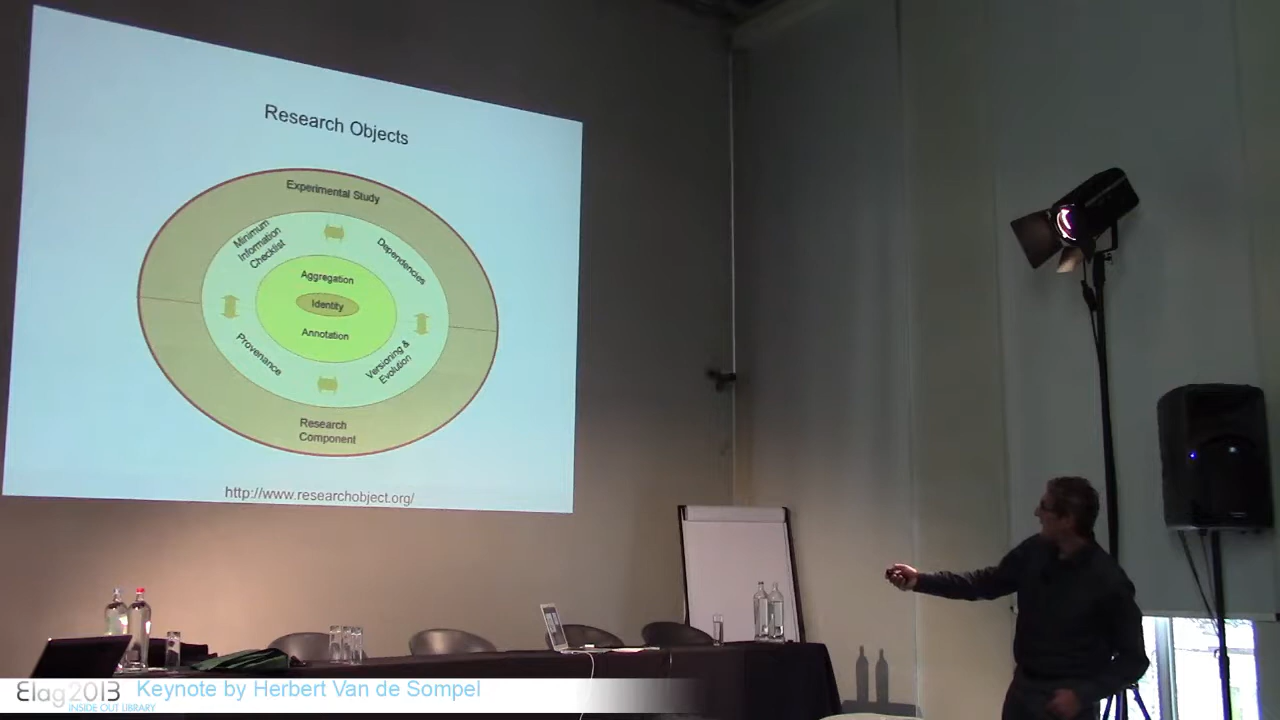 Research Objects
Experimental Study
Minimum
Information
Checklist
Dependencies
Aggregation
Identity
Annotation
Provenance
Versioning &
Evolution
Research
Component
http://www.researchobject.org/
Elag2013
INSIDE OUT LIBRARY
Keynote by Herbert Van de Sompel